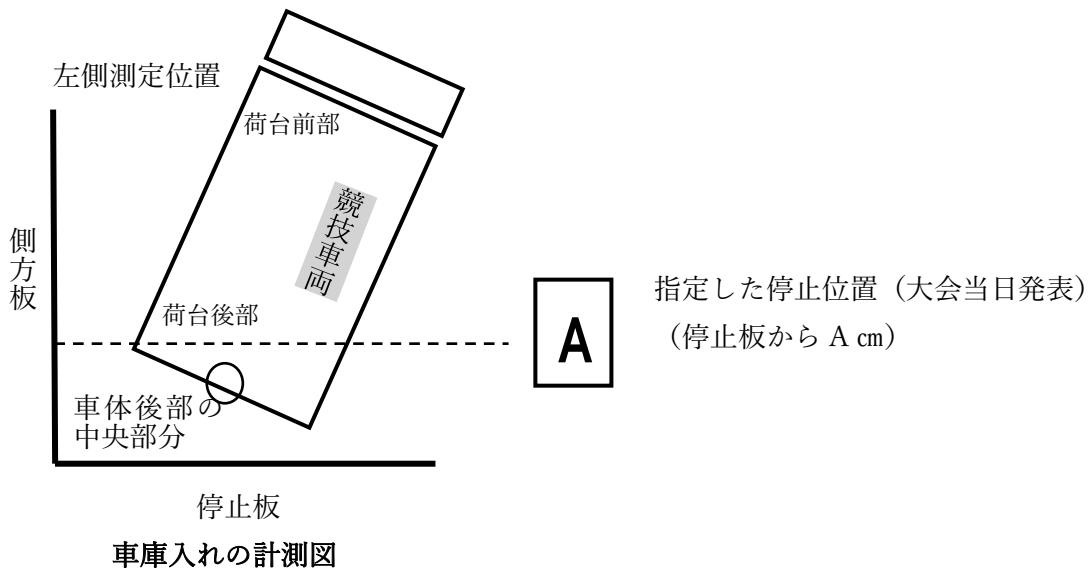 左側測定位置
荷台前部
競技車両
側方板
荷台後部
車体後部の
中央部分
A
指定した停止位置（大会当日発表）
（停止板から A ㎝）
停止板
車庫入れの計測図